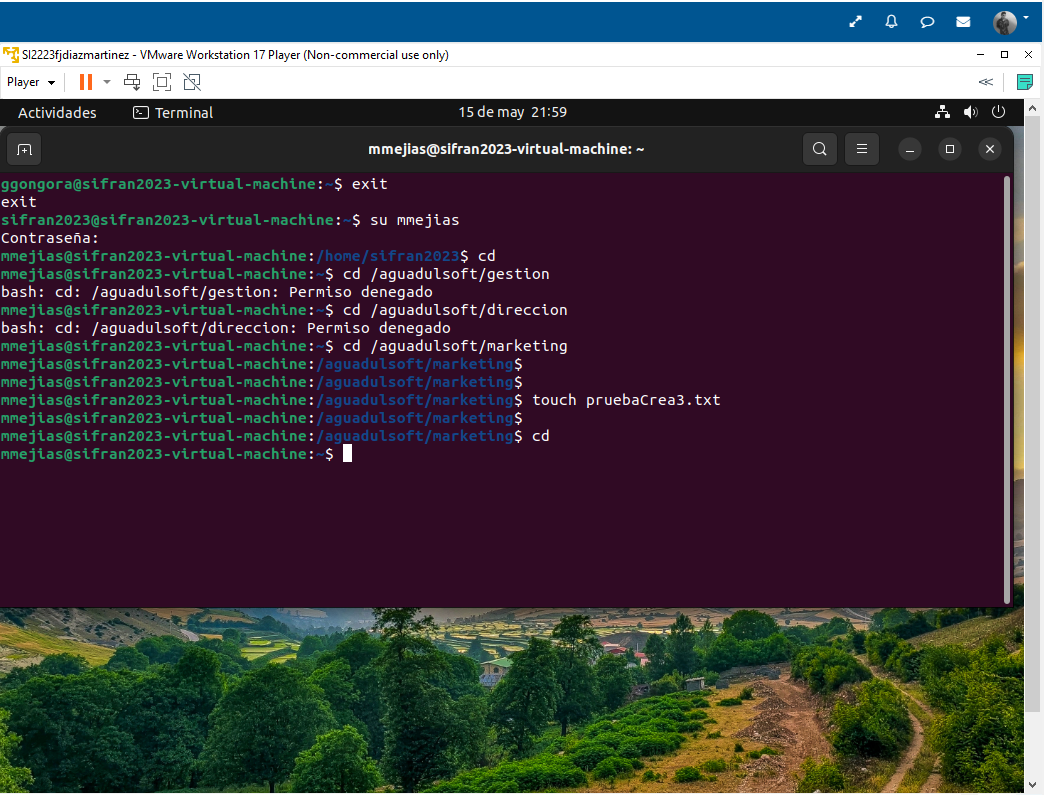 SI2223fjdiazmartinez - VMware Workstation 17 Player (Non-commercial use only)
Player
Actividades
Terminal
15 de may 21:59
mmejias@sifran2023-virtual-machine: ~
ggongora@sifran2023-virtual-machine:~$ exit
exit
sifran2023@sifran2023-virtual-machine:~$ su mmejias
Contraseña:
mmejias@sifran2023-virtual-machine:/home/sifran2023$ cd
mmejias@sifran2023-virtual-machine:~$ cd /aguadulsoft/gestion
bash: cd: /aguadulsoft/gestion: Permiso denegado
mmejias@sifran2023-virtual-machine:~$ cd /aguadulsoft/direccion
bash: cd: /aguadulsoft/direccion: Permiso denegado
mmejias@sifran2023-virtual-machine:~$ cd /aguadulsoft/marketing
mmejias@sifran2023-virtual-machine:/aguadulsoft/marketing$
mmejias@sifran2023-virtual-machine:/aguadulsoft/marketing$
mmejias@sifran2023-virtual-machine:/aguadulsoft/marketing$ touch pruebaCrea3.txt
mmejias@sifran2023-virtual-machine:/aguadulsoft/marketing$
mmejias@sifran2023-virtual-machine:/aguadulsoft/marketing$ cd
mmejias@sifran2023-virtual-machine:~$